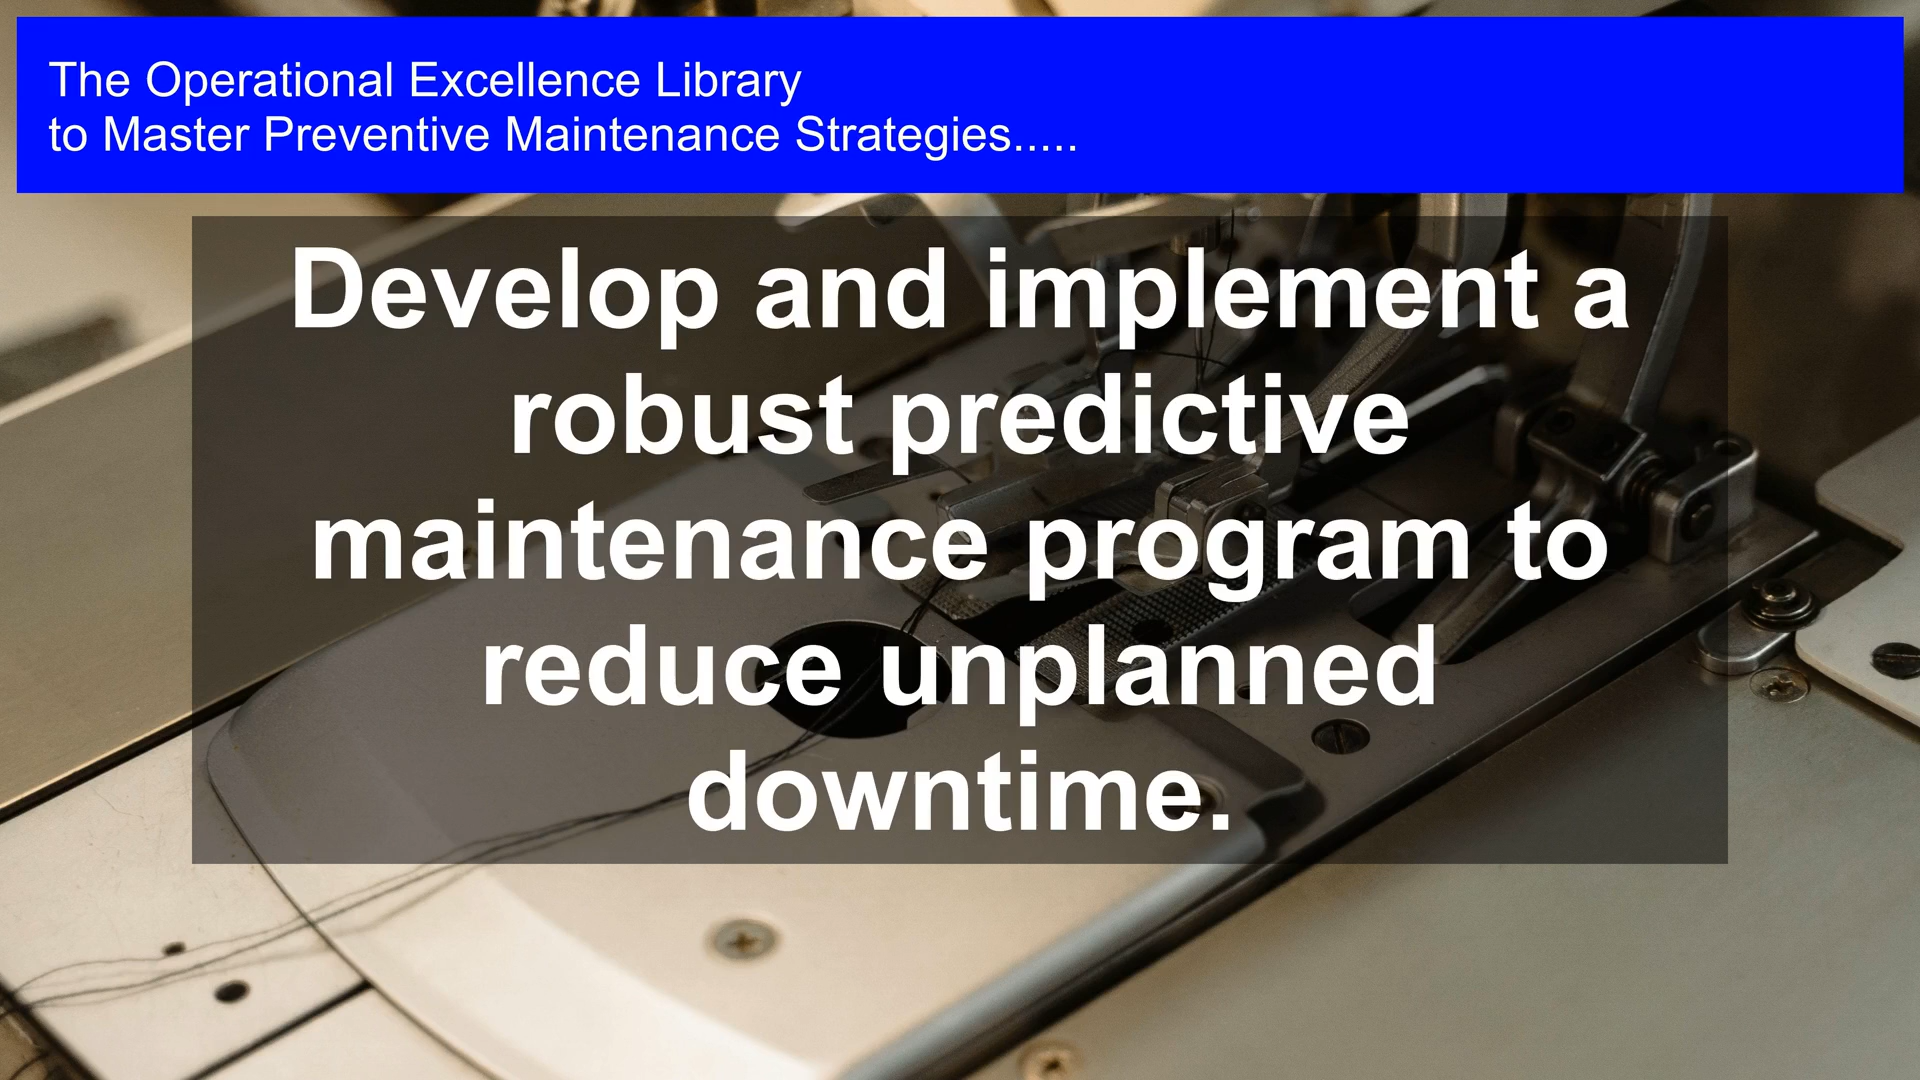 The Operational Excellence Library
to Master Preventive Maintenance Strategies.....
Develop and implement a
robust predictive
maintenance program to
reduce unplanned
downtime.